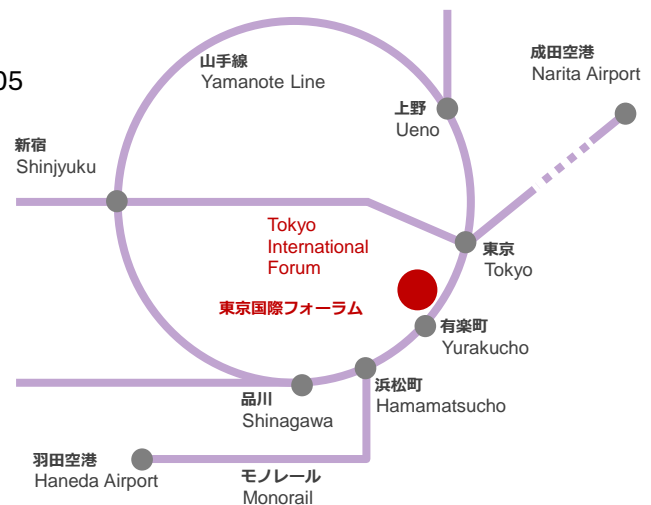 05
山手線
Yamanote Line
成田空港
Narita Airport
上野
Ueno
新宿
Shinjyuku
Tokyo
International
Forum
東京国際フォーラム
東京
Tokyo
有楽町
Yurakucho
浜松町
Hamamatsucho
品川
Shinagawa
羽田空港
Haneda Airport
モノレール
Monorail